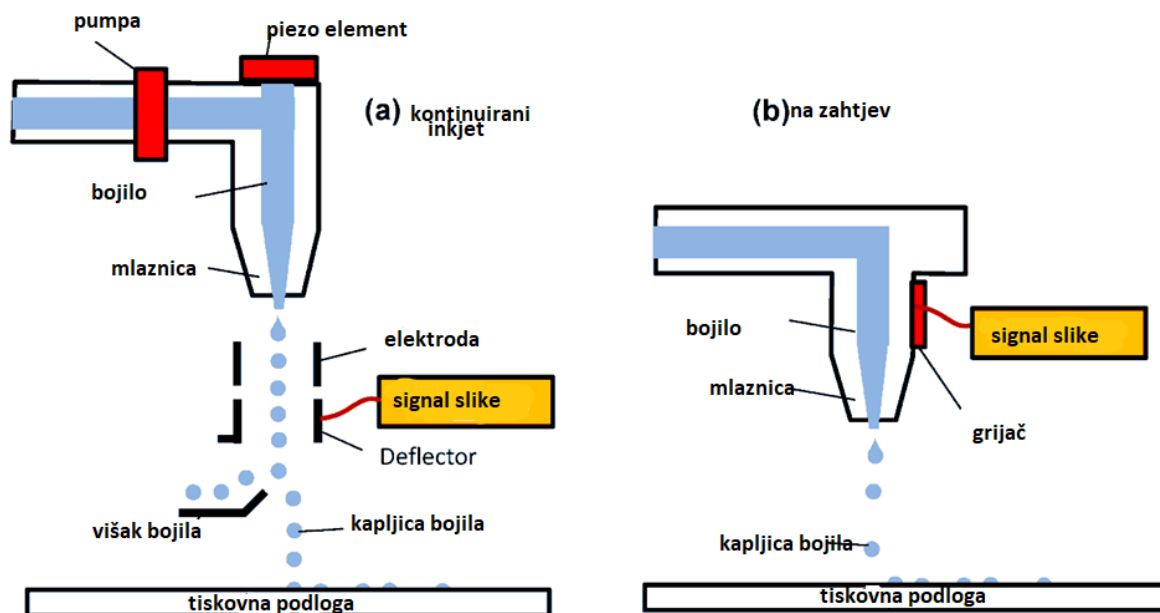 pumpa
piezo element
(a) kontinuirani
inkjet
bojilo
mlaznica
elektroda
signal slike
Deflector
višak bojila
kapljica bojila
tiskovna podloga
(b) na zahtjev
bojilo
signal slike
mlaznica
grijač
kapljica bojila
tiskovna podloga